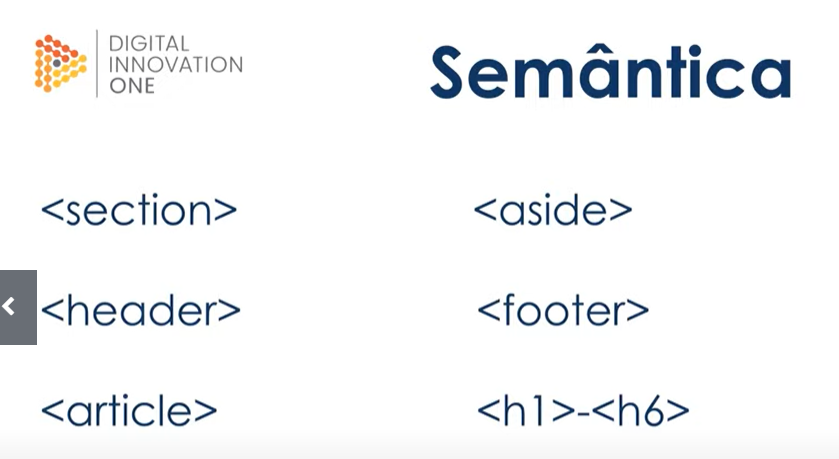 DIGITAL
INNOVATION
ONE
Semântica
<section>
<aside>
<header>
<footer>
<article>
<h1>-<h6>